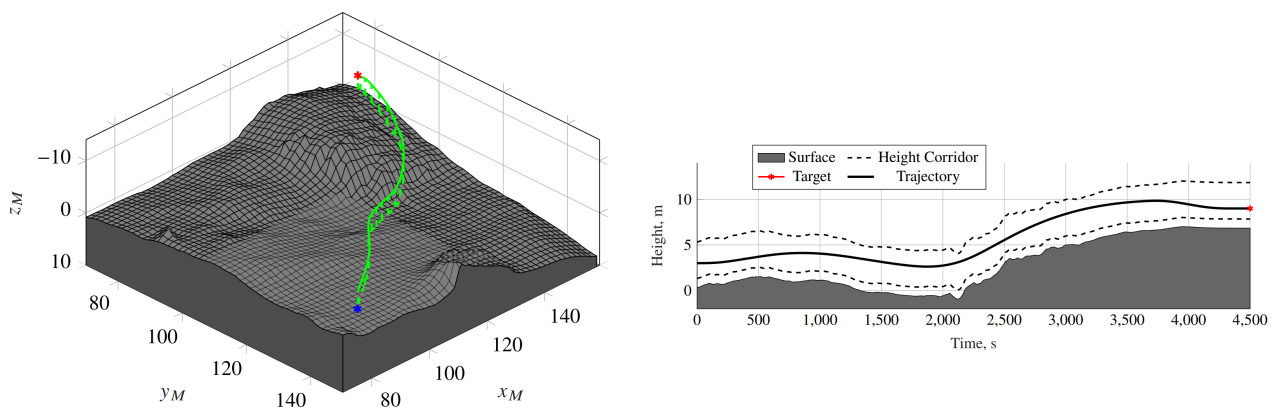 −10
0
10
z_M
80
100
120
140
y_M
80
100
120
140
x_M
Surface
Height Corridor
Target
Trajectory
10
5
0
Height, m
0 500 1,000 1,500 2,000 2,500 3,000 3,500 4,000 4,500
Time, s